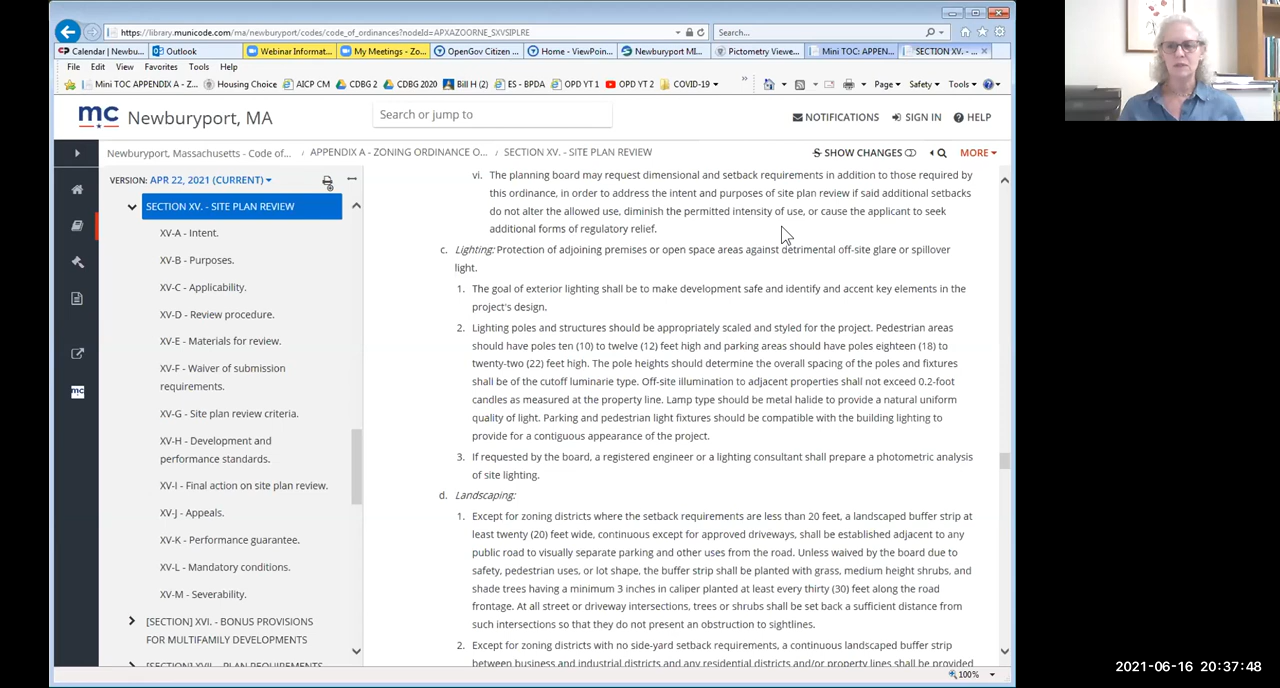 https://library.municode.com/ma/newburyport/codes/code_of_ordinances?nodeId=APXAZOORNE_SXVSIPLRE
Search...
Calendar | Newbu...
Outlook
Webinar Informat...
My Meetings - Zo...
OpenGov Citizen ...
Home - ViewPoin...
Newburyport MI...
Pictometry Viewe...
Mini TOC: APPEN...
SECTION XV. - ...
File Edit View Favorites Tools Help
Mini TOC APPENDIX A - Z...
Housing Choice
AICP CM
CDBG 2
CDBG 2020
Bill H (2)
ES - BPDA
OPD YT 1
OPD YT 2
COVID-19
Page
Safety
Tools
mc Newburyport, MA
Search or jump to
NOTIFICATIONS
SIGN IN
HELP
Newburyport, Massachusetts - Code of... / APPENDIX A - ZONING ORDINANCE O... / SECTION XV. - SITE PLAN REVIEW
SHOW CHANGES
MORE
VERSION: APR 22, 2021 (CURRENT)
SECTION XV. - SITE PLAN REVIEW
XV-A - Intent.
XV-B - Purposes.
XV-C - Applicability.
XV-D - Review procedure.
XV-E - Materials for review.
XV-F - Waiver of submission
requirements.
XV-G - Site plan review criteria.
XV-H - Development and
performance standards.
XV-I - Final action on site plan review.
XV-J - Appeals.
XV-K - Performance guarantee.
XV-L - Mandatory conditions.
XV-M - Severability.
[SECTION] XVI. - BONUS PROVISIONS
FOR MULTIFAMILY DEVELOPMENTS
[SECTION] XVII. - PLAN REQUIREMENTS
mc
vi. The planning board may request dimensional and setback requirements in addition to those required by
this ordinance, in order to address the intent and purposes of site plan review if said additional setbacks
do not alter the allowed use, diminish the permitted intensity of use, or cause the applicant to seek
additional forms of regulatory relief.
c. Lighting: Protection of adjoining premises or open space areas against detrimental off-site glare or spillover
light.
1. The goal of exterior lighting shall be to make development safe and identify and accent key elements in the
project's design.
2. Lighting poles and structures should be appropriately scaled and styled for the project. Pedestrian areas
should have poles ten (10) to twelve (12) feet high and parking areas should have poles eighteen (18) to
twenty-two (22) feet high. The pole heights should determine the overall spacing of the poles and fixtures
shall be of the cutoff luminarie type. Off-site illumination to adjacent properties shall not exceed 0.2-foot
candles as measured at the property line. Lamp type should be metal halide to provide a natural uniform
quality of light. Parking and pedestrian light fixtures should be compatible with the building lighting to
provide for a contiguous appearance of the project.
3. If requested by the board, a registered engineer or a lighting consultant shall prepare a photometric analysis
of site lighting.
d. Landscaping:
1. Except for zoning districts where the setback requirements are less than 20 feet, a landscaped buffer strip at
least twenty (20) feet wide, continuous except for approved driveways, shall be established adjacent to any
public road to visually separate parking and other uses from the road. Unless waived by the board due to
safety, pedestrian uses, or lot shape, the buffer strip shall be planted with grass, medium height shrubs, and
shade trees having a minimum 3 inches in caliper planted at least every thirty (30) feet along the road
frontage. At all street or driveway intersections, trees or shrubs shall be set back a sufficient distance from
such intersections so that they do not present an obstruction to sightlines.
2. Except for zoning districts with no side-yard setback requirements, a continuous landscaped buffer strip
between business and industrial districts and any residential districts and/or property lines shall be provided
100%
2021-06-16 20:37:48